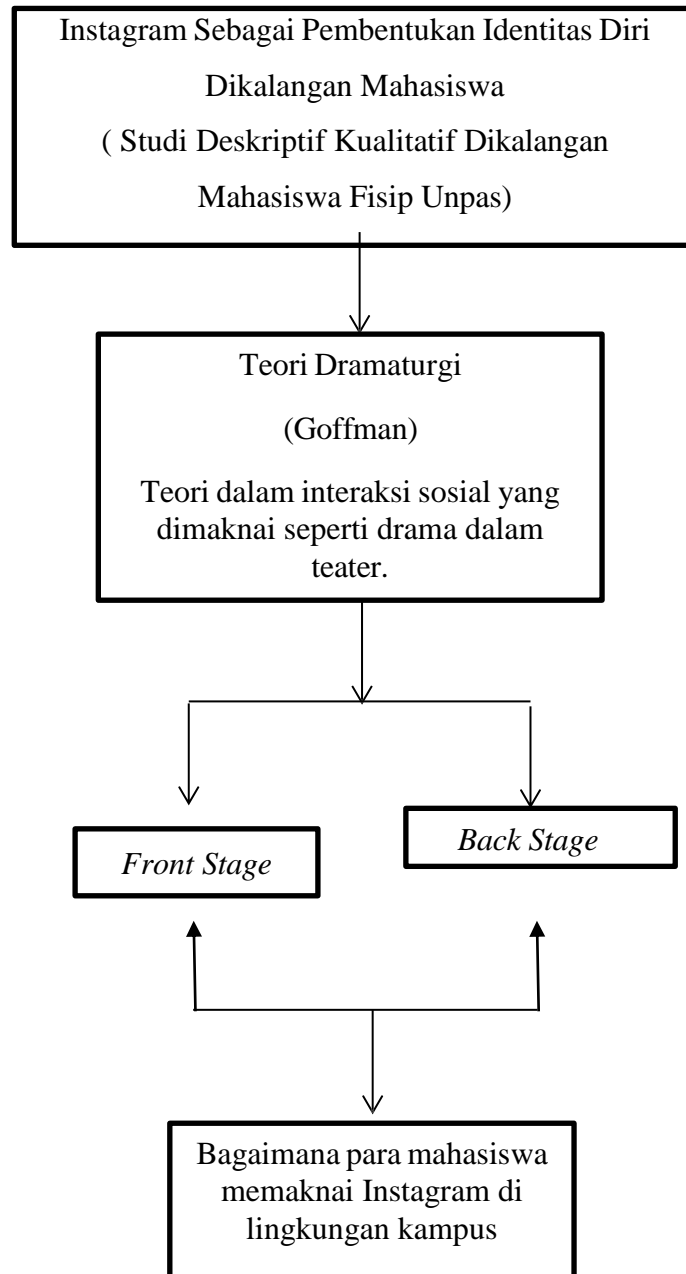 Instagram Sebagai Pembentukan Identitas Diri
Dikalangan Mahasiswa
( Studi Deskriptif Kualitatif Dikalangan
Mahasiswa Fisip Unpas)
Teori Dramaturgi
(Goffman)
Teori dalam interaksi sosial yang
dimaknai seperti drama dalam
teater.
Front Stage
Back Stage
Bagaimana para mahasiswa
memaknai Instagram di
lingkungan kampus